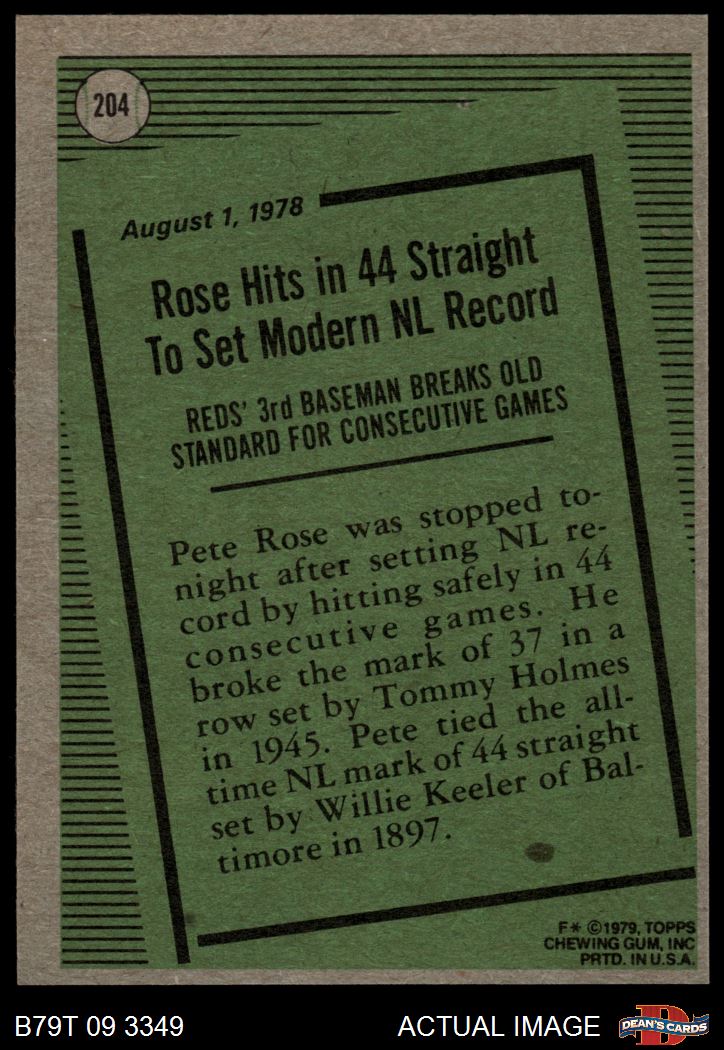 204
August 1, 1978
Rose Hits in 44 Straight
To Set Modern NL Record
REDS' 3rd BASEMAN BREAKS OLD
STANDARD FOR CONSECUTIVE GAMES
Pete Rose was stopped to-
night after setting NL re-
cord by hitting safely in 44
consecutive games. He
broke the mark of 37 in a
row set by Tommy Holmes
in 1945. Pete tied the all-
time NL mark of 44 straight
set by Willie Keeler of Bal-
timore in 1897.
F* ©1979, TOPPS
CHEWING GUM, INC
PRTD. IN U.S.A.
B79T 09 3349
ACTUAL IMAGE
D
DEAN'S CARDS